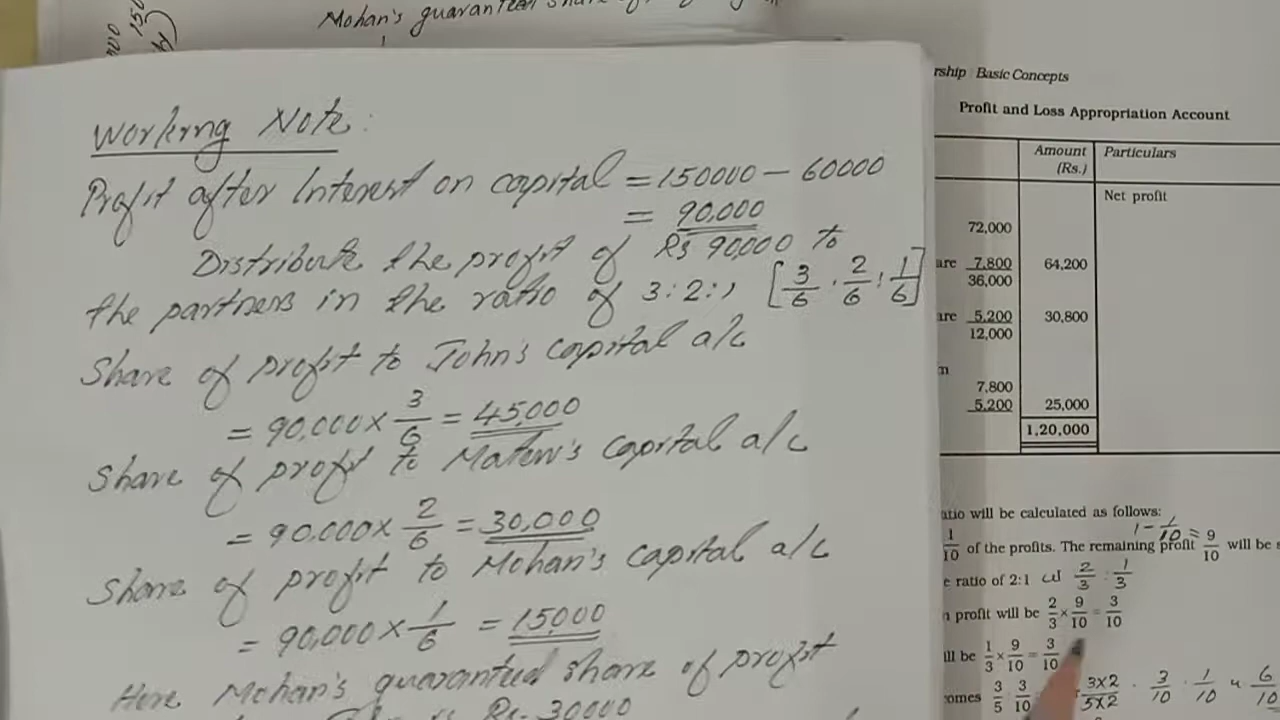 Mohan's guaranteed share of
Working Note:
Profit after Interest on capital = 150000 – 60000
= 90,000
Distribute the profit of Rs 90,000 to
the partners in the ratio of 3:2:1 [3/6 : 2/6 : 1/6]
Share of profit to John's capital a/c
= 90,000 × 3/6 = 45,000
Share of profit to Mathew's capital a/c
= 90,000 × 2/6 = 30,000
Share of profit to Mohan's capital a/c
= 90,000 × 1/6 = 15,000
Here Mohan's guaranteed share of profit
is Rs. 30000
rship : Basic Concepts
Profit and Loss Appropriation Account
Amount Particulars
(Rs.)
Net profit
72,000
are 7,800 64,200
36,000
are 5,200 30,800
12,000
n
7,800
5,200 25,000
1,20,000
atio will be calculated as follows:
1 – 1/10 = 9/10
1/10 of the profits. The remaining profit 9/10 will be s
e ratio of 2:1 2/3 : 1/3
n profit will be 2/3 × 9/10 = 3/10
ill be 1/3 × 9/10 = 3/10
comes 3/5 3/10 3×2/5×2 : 3/10 : 1/10 6/10